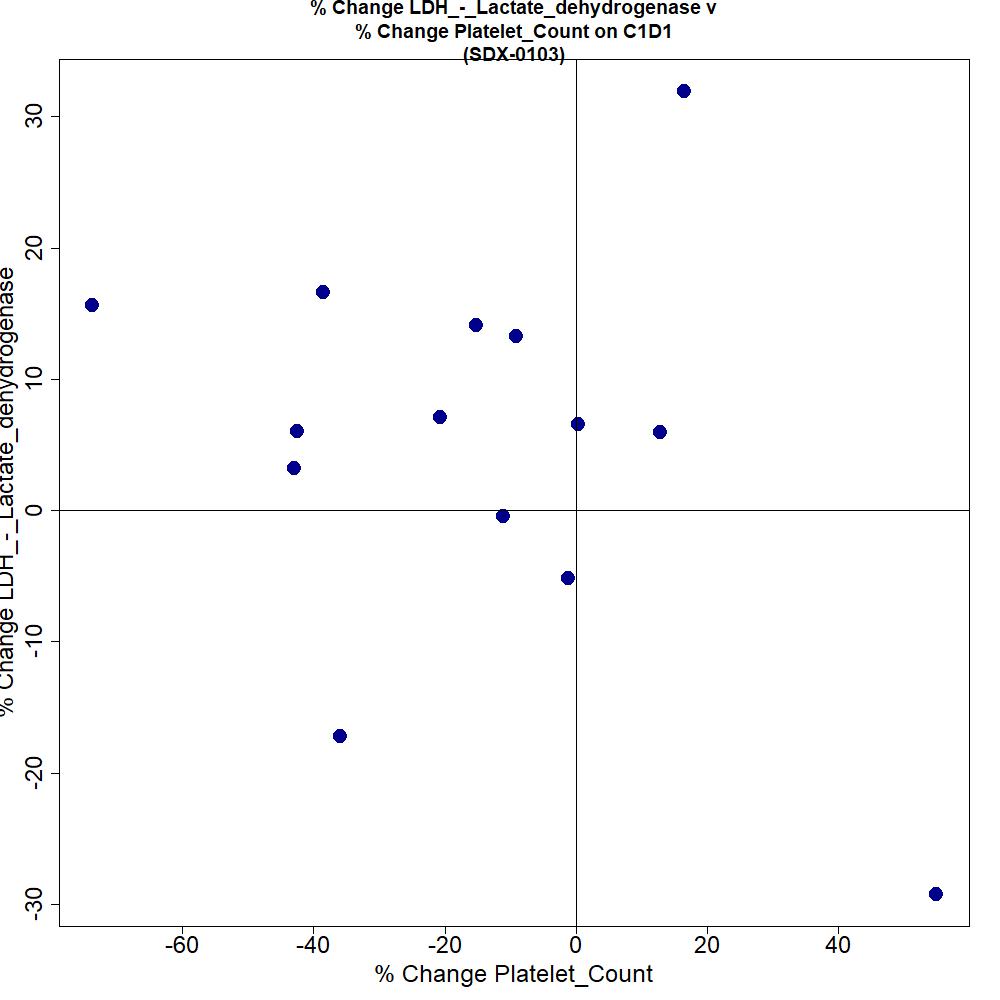 % Change LDH_-_Lactate_dehydrogenase v
% Change Platelet_Count on C1D1
(SDX-0103)
% Change LDH_-_Lactate_dehydrogenase
30
20
10
0
-10
-20
-30
-60 -40 -20 0 20 40
% Change Platelet_Count